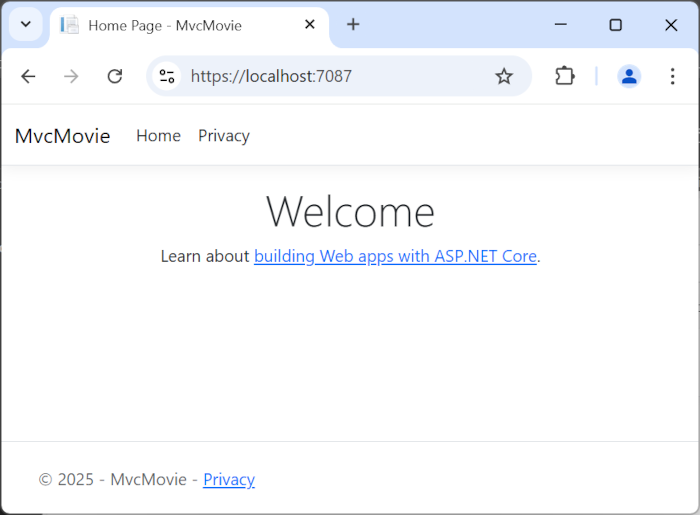 Home Page - MvcMovie
https://localhost:7087
MvcMovie Home Privacy
Welcome
Learn about building Web apps with ASP.NET Core.
© 2025 - MvcMovie - Privacy